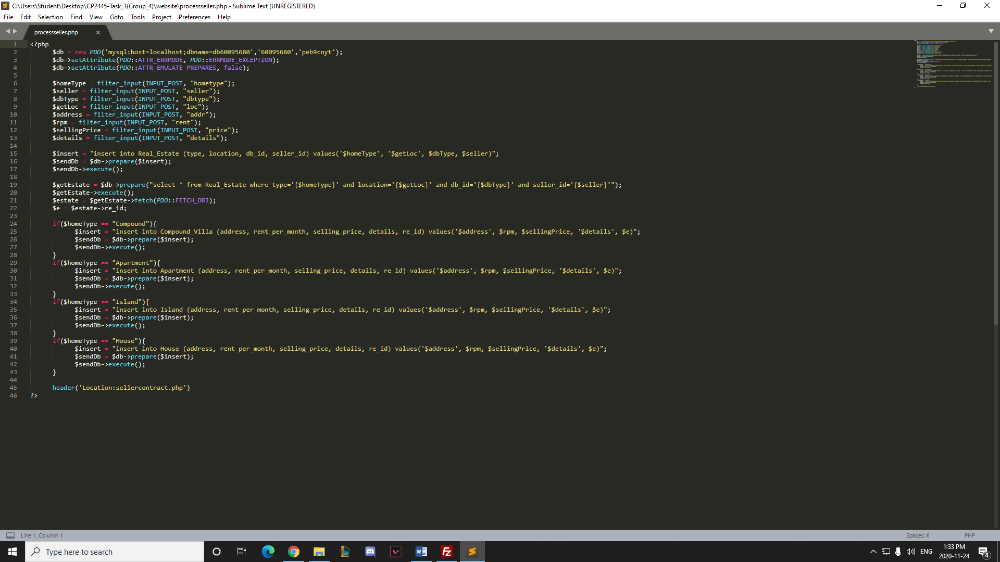 C:\Users\Student\Desktop\CP2445-Task_3(Group_4)\website\processseller.php - Sublime Text (UNREGISTERED)
File Edit Selection Find View Goto Tools Project Preferences Help
processseller.php
1 <?php
2 $db = new PDO('mysql:host=localhost;dbname=db60095680','60095680','peb9cnyt');
3 $db->setAttribute(PDO::ATTR_ERRMODE, PDO::ERRMODE_EXCEPTION);
4 $db->setAttribute(PDO::ATTR_EMULATE_PREPARES, false);
5
6 $homeType = filter_input(INPUT_POST, "hometype");
7 $seller = filter_input(INPUT_POST, "seller");
8 $dbType = filter_input(INPUT_POST, "dbtype");
9 $getLoc = filter_input(INPUT_POST, "loc");
10 $address = filter_input(INPUT_POST, "addr");
11 $rpm = filter_input(INPUT_POST, "rent");
12 $sellingPrice = filter_input(INPUT_POST, "price");
13 $details = filter_input(INPUT_POST, "details");
14
15 $insert = "insert into Real_Estate (type, location, db_id, seller_id) values('$homeType', '$getLoc', $dbType, $seller)";
16 $sendDb = $db->prepare($insert);
17 $sendDb->execute();
18
19 $getEstate = $db->prepare("select * from Real_Estate where type='{$homeType}' and location='{$getLoc}' and db_id='{$dbType}' and seller_id='{$seller}'");
20 $getEstate->execute();
21 $estate = $getEstate->fetch(PDO::FETCH_OBJ);
22 $e = $estate->re_id;
23
24 if($homeType == "Compound"){
25 $insert = "insert into Compound_Villa (address, rent_per_month, selling_price, details, re_id) values('$address', $rpm, $sellingPrice, '$details', $e)";
26 $sendDb = $db->prepare($insert);
27 $sendDb->execute();
28 }
29 if($homeType == "Apartment"){
30 $insert = "insert into Apartment (address, rent_per_month, selling_price, details, re_id) values('$address', $rpm, $sellingPrice, '$details', $e)";
31 $sendDb = $db->prepare($insert);
32 $sendDb->execute();
33 }
34 if($homeType == "Island"){
35 $insert = "insert into Island (address, rent_per_month, selling_price, details, re_id) values('$address', $rpm, $sellingPrice, '$details', $e)";
36 $sendDb = $db->prepare($insert);
37 $sendDb->execute();
38 }
39 if($homeType == "House"){
40 $insert = "insert into House (address, rent_per_month, selling_price, details, re_id) values('$address', $rpm, $sellingPrice, '$details', $e)";
41 $sendDb = $db->prepare($insert);
42 $sendDb->execute();
43 }
44
45 header('Location:sellercontract.php')
46 ?>
Line 1, Column 1 Spaces: 6 PHP
Type here to search
ENG
1:33 PM
2020-11-24
4